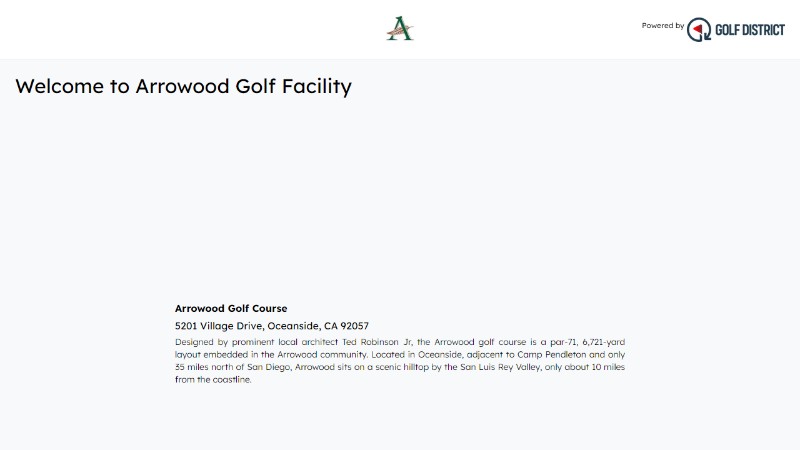 A
Powered by GOLF DISTRICT
Welcome to Arrowood Golf Facility
Arrowood Golf Course
5201 Village Drive, Oceanside, CA 92057
Designed by prominent local architect Ted Robinson Jr, the Arrowood golf course is a par-71, 6,721-yard
layout embedded in the Arrowood community. Located in Oceanside, adjacent to Camp Pendleton and only
35 miles north of San Diego, Arrowood sits on a scenic hilltop by the San Luis Rey Valley, only about 10 miles
from the coastline.